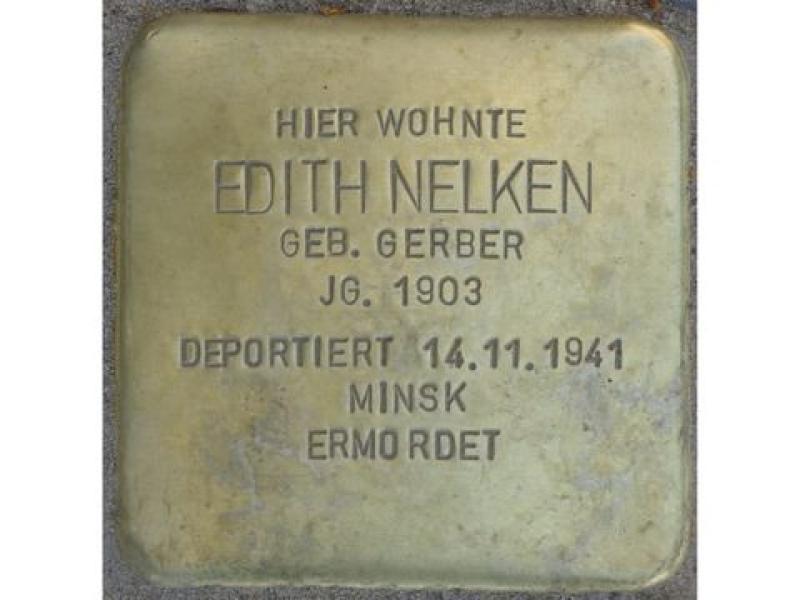 HIER WOHNTE
EDITH NELKEN
GEB. GERBER
JG. 1903
DEPORTIERT 14.11.1941
MINSK
ERMORDET